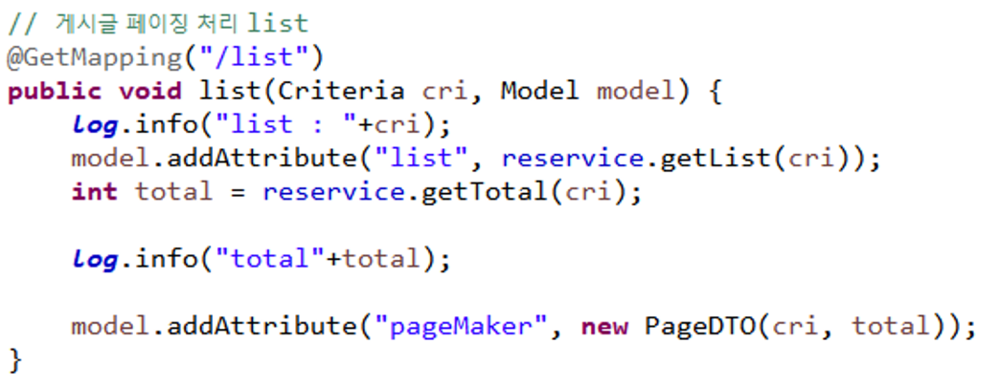 // 게시글 페이징 처리 list
@GetMapping("/list")
public void list(Criteria cri, Model model) {
    log.info("list : "+cri);
    model.addAttribute("list", reservice.getList(cri));
    int total = reservice.getTotal(cri);
    log.info("total"+total);
    model.addAttribute("pageMaker", new PageDTO(cri, total));
}